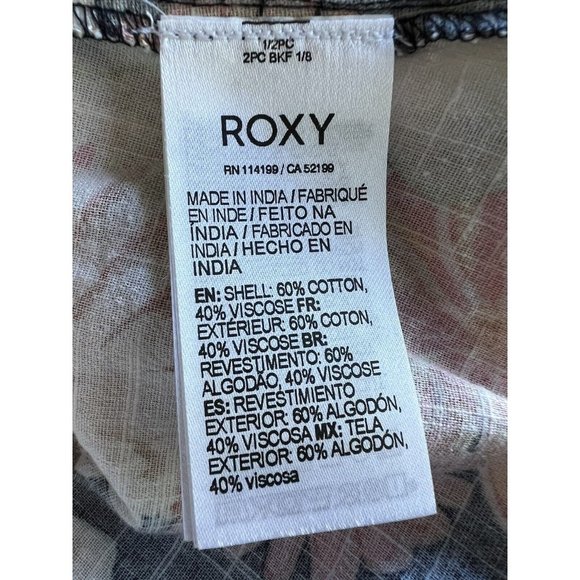 1/2PC
2PC BKF 1/8
ROXY
RN 114199 / CA 52199
MADE IN INDIA / FABRIQUÉ
EN INDE / FEITO NA
ÍNDIA / FABRICADO EN
INDIA / HECHO EN
INDIA
EN: SHELL: 60% COTTON,
40% VISCOSE FR:
EXTÉRIEUR: 60% COTON,
40% VISCOSE BR:
REVESTIMENTO: 60%
ALGODÃO, 40% VISCOSE
ES: REVESTIMIENTO
EXTERIOR: 60% ALGODÓN,
40% VISCOSA MX: TELA
EXTERIOR: 60% ALGODÓN,
40% viscosa